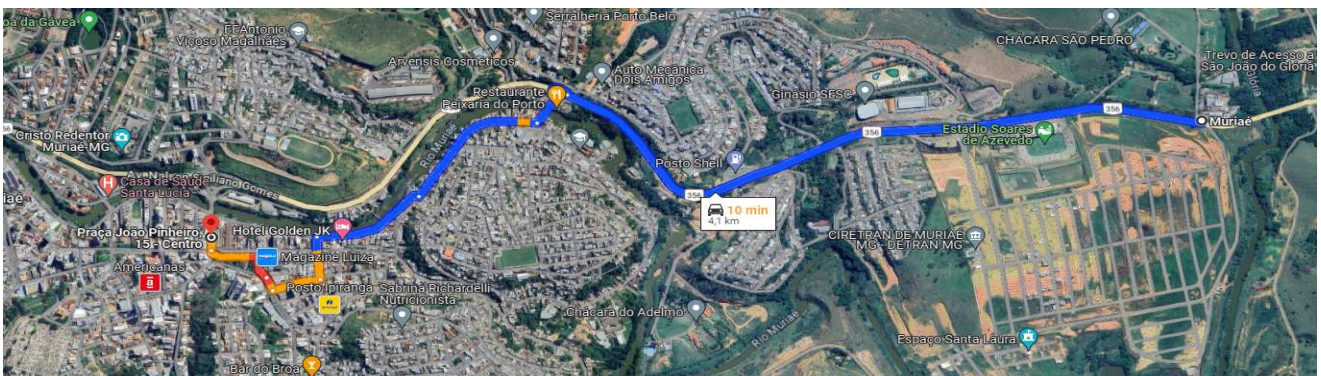 oa da Gávea
FFAntonio
Viçoso Magalhães
Serralheria Porto Belo
Arvensis Cosmeticos
Restaurante
Peixaria do Porto
Auto Mecânica
Dois Amigos
CHÁCARA SÃO PEDRO
Trevo de Acesso a
São João do Glória
Ginásio SESC
356
356
356
356
Muriaé
Estádio Soares
de Azevedo
Cristo Redentor
Muriaé-MG
Rio Muriaé
Posto Shell
Casa de Saúde
Santa Lúcia
iaé
Praça João Pinheiro,
15 - Centro
Hotel Golden JK
Magazine Luiza
Americanas
a
Posto Ipiranga
Sabrina Richardelli
Nutricionista
10 min
4,1 km
CIRETRAN DE MURIAÉ
MG - DETRAN MG
Chácara do Adelmo
Rio Muriaé
Espaço Santa Laura
Bar do Broa